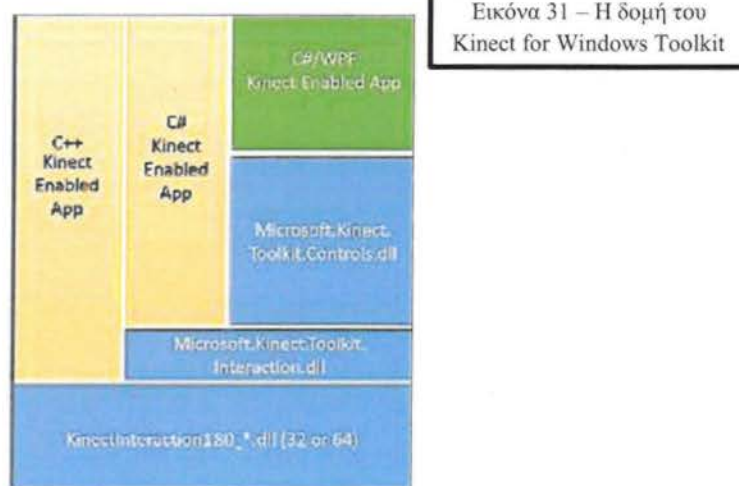 Εικόνα 31 – Η δομή του
Kinect for Windows Toolkit
C#/WPF
Kinect Enabled App
C++
Kinect
Enabled
App
C#
Kinect
Enabled
App
Microsoft.Kinect.
Toolkit.Controls.dll
Microsoft.Kinect.Toolkit.
Interaction.dll
KinectInteraction180_*.dll (32 or 64)